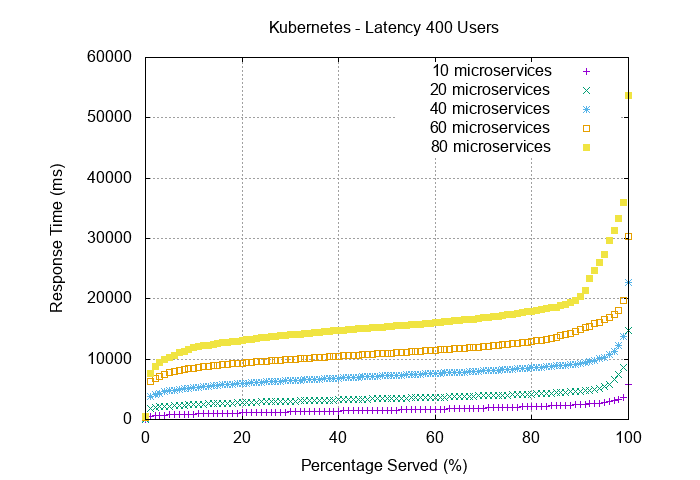 Kubernetes - Latency 400 Users
60000
50000
40000
30000
20000
10000
0
Response Time (ms)
10 microservices
20 microservices
40 microservices
60 microservices
80 microservices
0 20 40 60 80 100
Percentage Served (%)